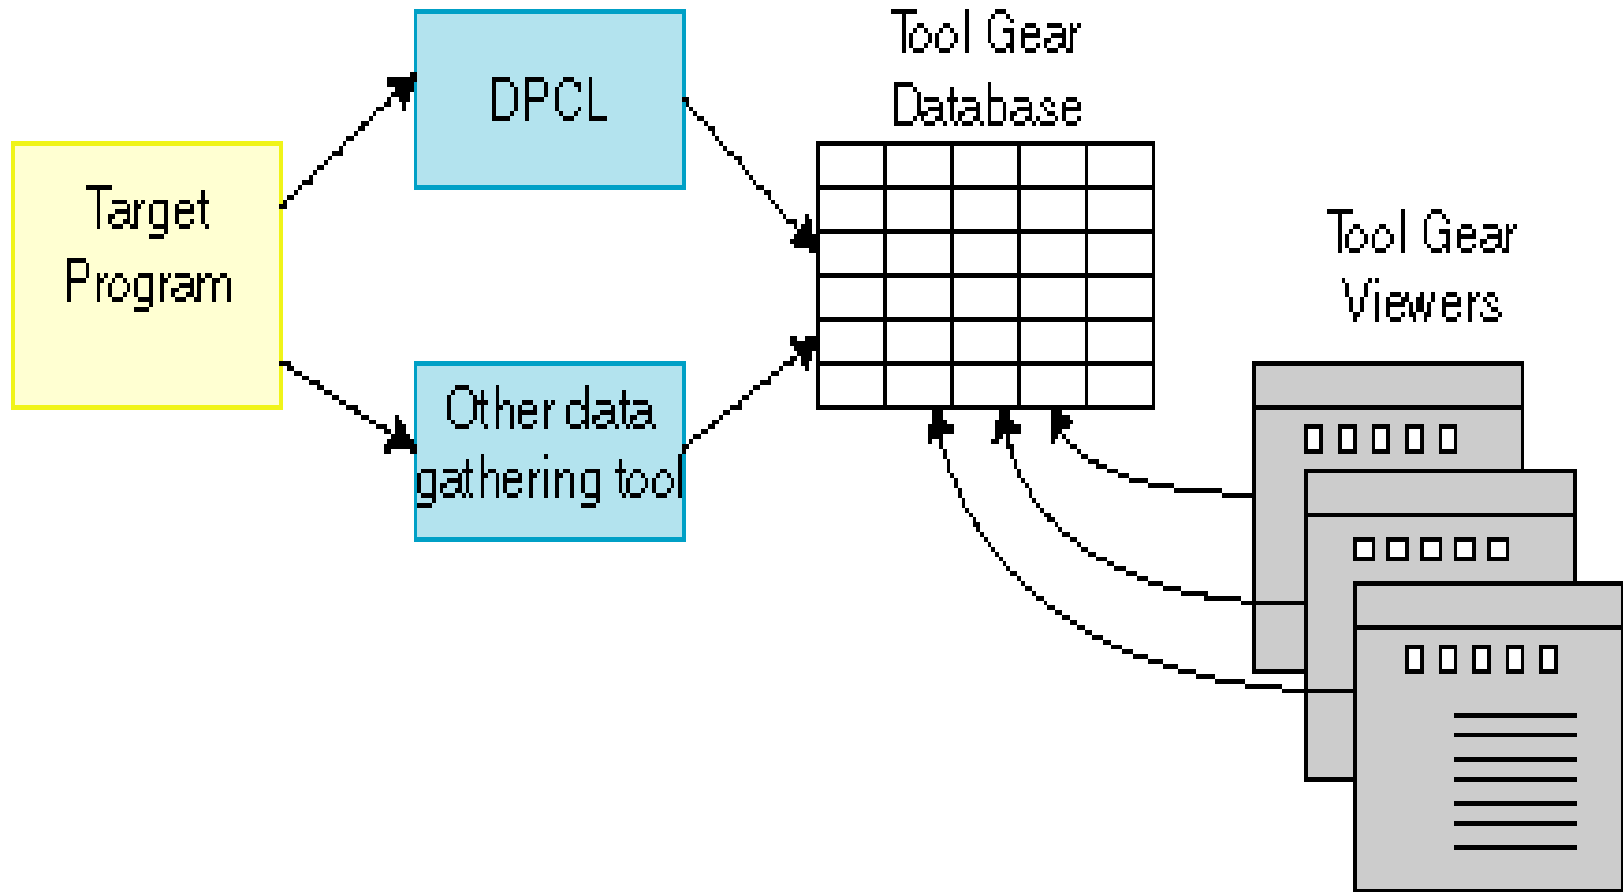 Target
Program
DPCL
Other data
gathering tool
Tool Gear
Database
Tool Gear
Viewers